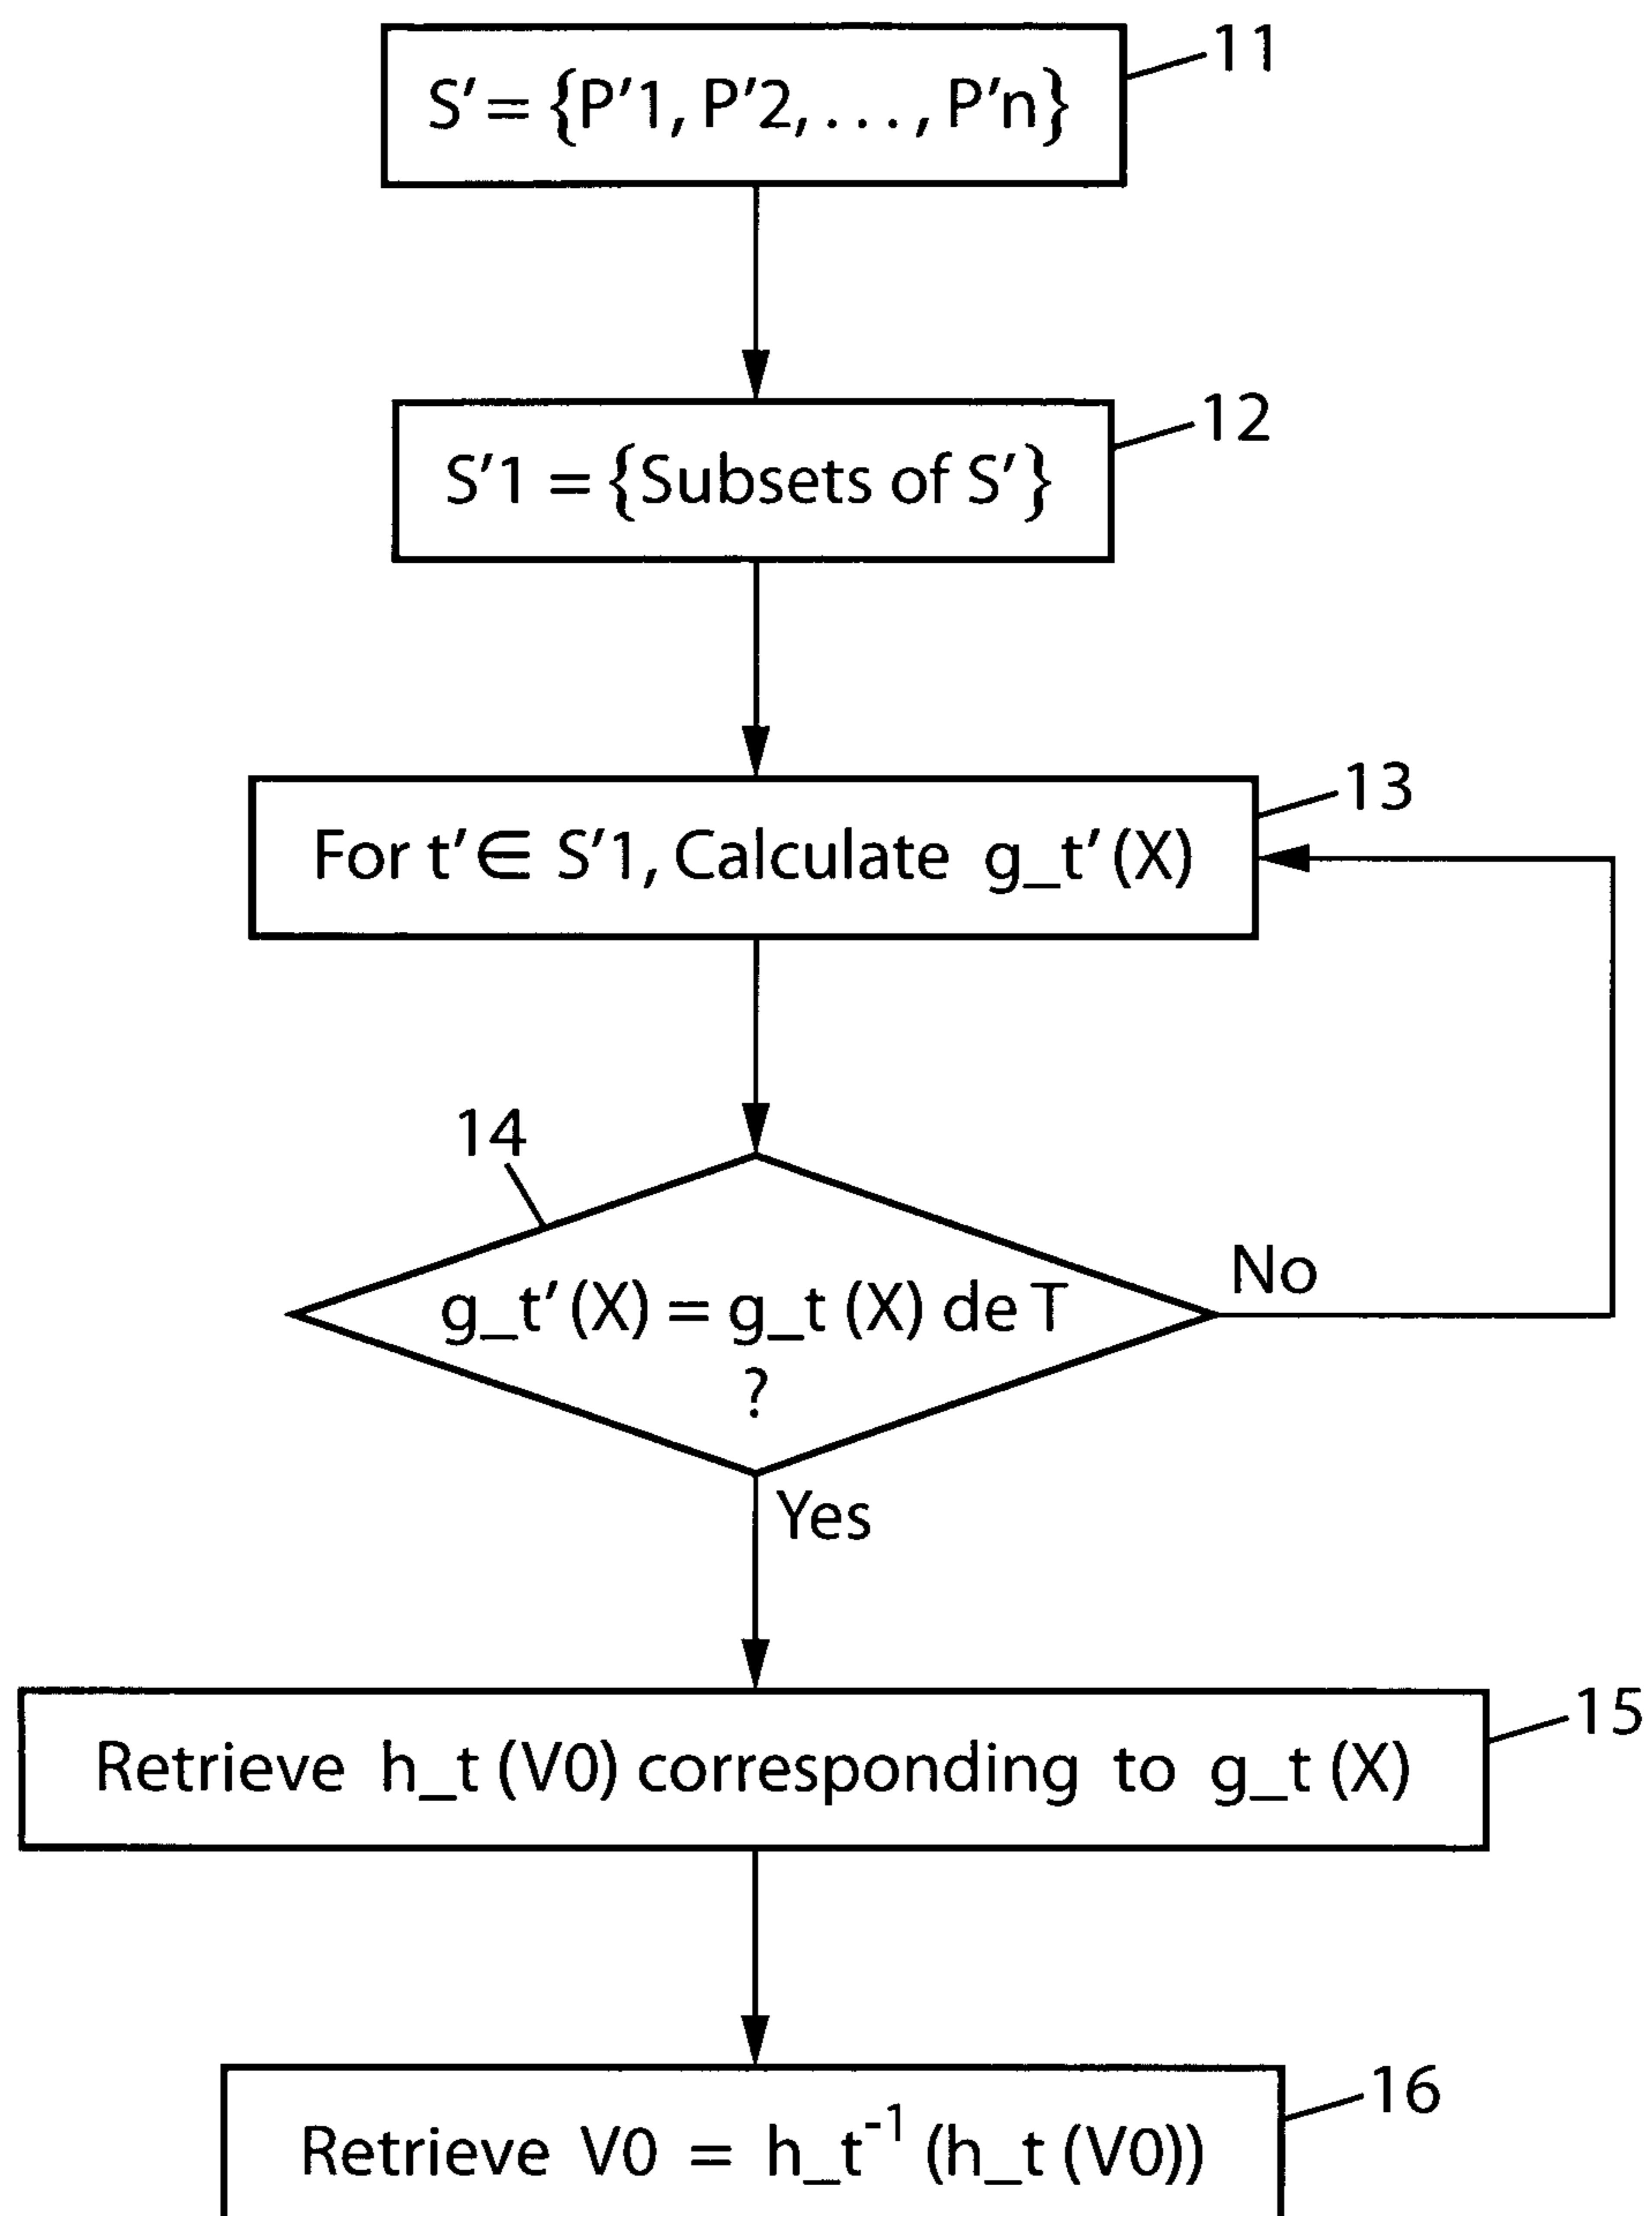 11
S′ = {P′1, P′2, . . . , P′n}
12
S′1 = {Subsets of S′}
13
For t′ ∈ S′1, Calculate g_t′ (X)
14
g_t′ (X) = g_t (X) de T
?
No
Yes
15
Retrieve h_t (V0) corresponding to g_t (X)
16
Retrieve V0 = h_t⁻¹ (h_t (V0))